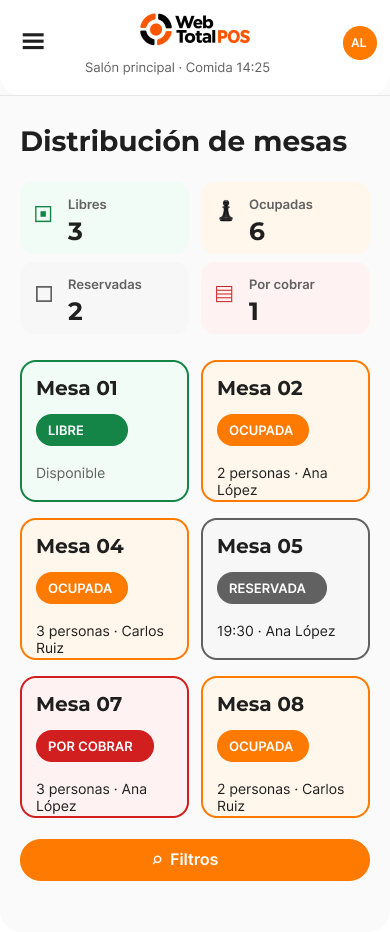 Web
TotalPOS
AL
Salón principal · Comida 14:25
Distribución de mesas
Libres
3
Ocupadas
6
Reservadas
2
Por cobrar
1
Mesa 01
LIBRE
Disponible
Mesa 02
OCUPADA
2 personas · Ana
López
Mesa 04
OCUPADA
3 personas · Carlos
Ruiz
Mesa 05
RESERVADA
19:30 · Ana López
Mesa 07
POR COBRAR
3 personas · Ana
López
Mesa 08
OCUPADA
2 personas · Carlos
Ruiz
Filtros